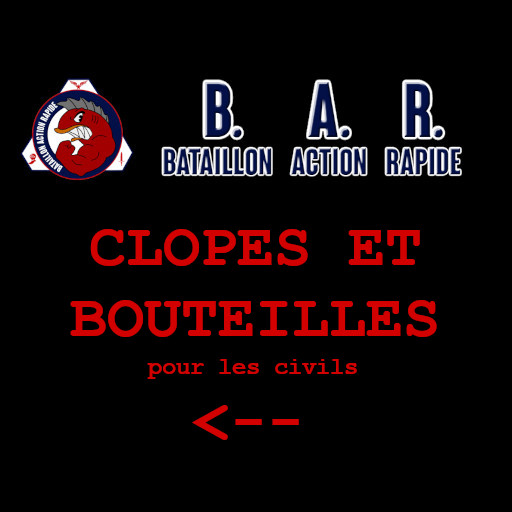 BATAILLON ACTION RAPIDE
B. A. R.
BATAILLON ACTION RAPIDE
CLOPES ET
BOUTEILLES
pour les civils
<--